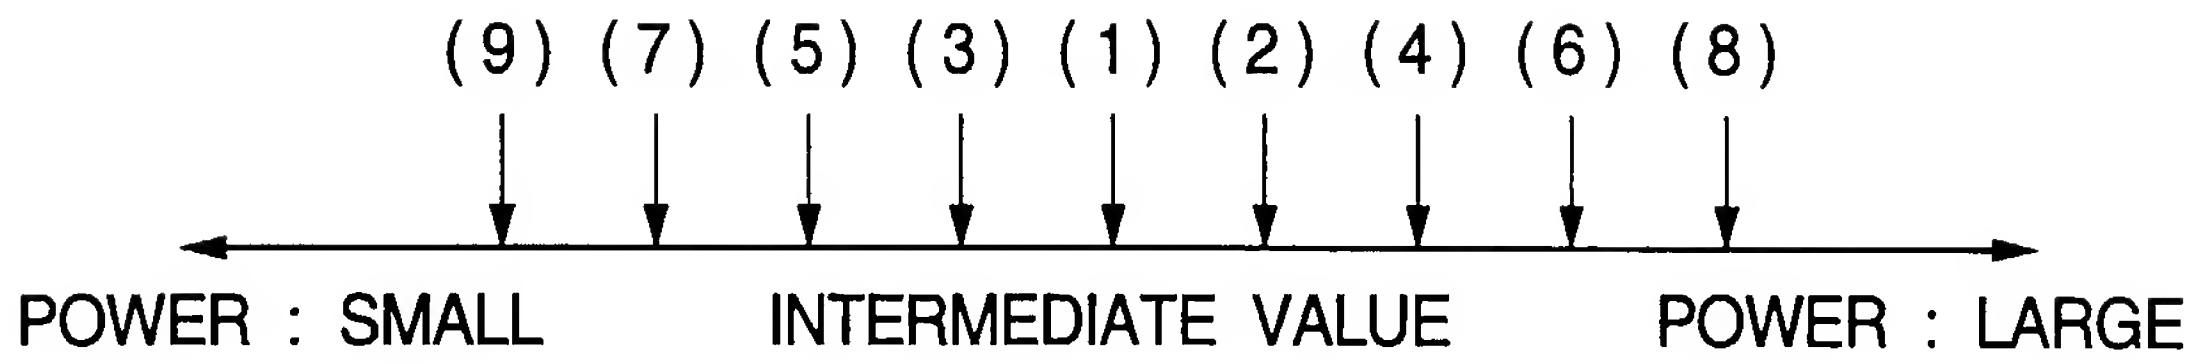 (9) (7) (5) (3) (1) (2) (4) (6) (8)
POWER : SMALL INTERMEDIATE VALUE POWER : LARGE